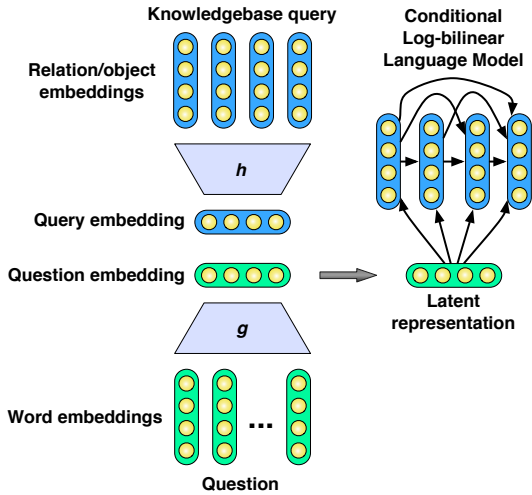 Knowledgebase query
Relation/object
embeddings
h
Query embedding
Question embedding
g
Word embeddings
...
Question
Conditional
Log-bilinear
Language Model
Latent
representation